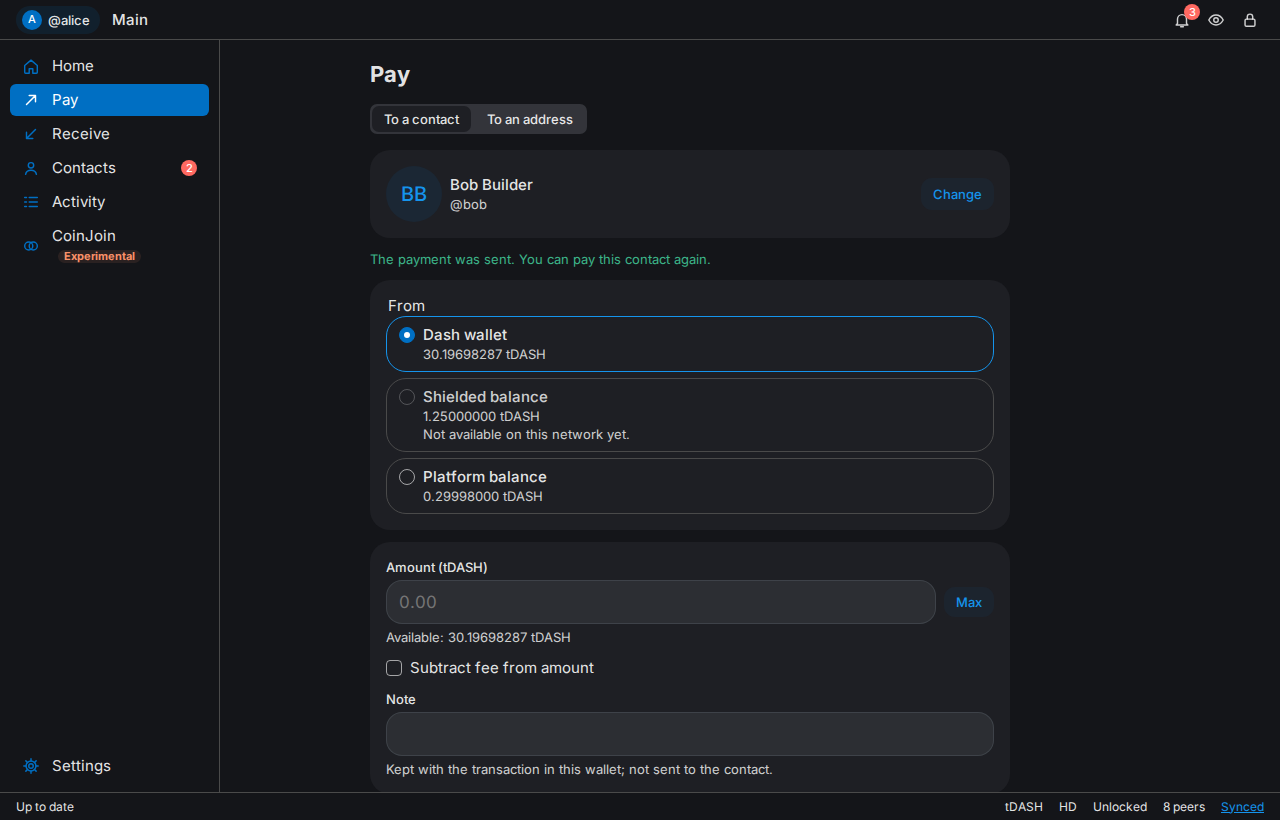 A @alice Main 3
Home
Pay
Receive
Contacts 2
Activity
CoinJoin
Experimental
Settings
Pay
To a contact To an address
BB
Bob Builder
@bob
Change
The payment was sent. You can pay this contact again.
From
Dash wallet
30.19698287 tDASH
Shielded balance
1.25000000 tDASH
Not available on this network yet.
Platform balance
0.29998000 tDASH
Amount (tDASH)
0.00 Max
Available: 30.19698287 tDASH
Subtract fee from amount
Note
Kept with the transaction in this wallet; not sent to the contact.
Up to date tDASH HD Unlocked 8 peers Synced